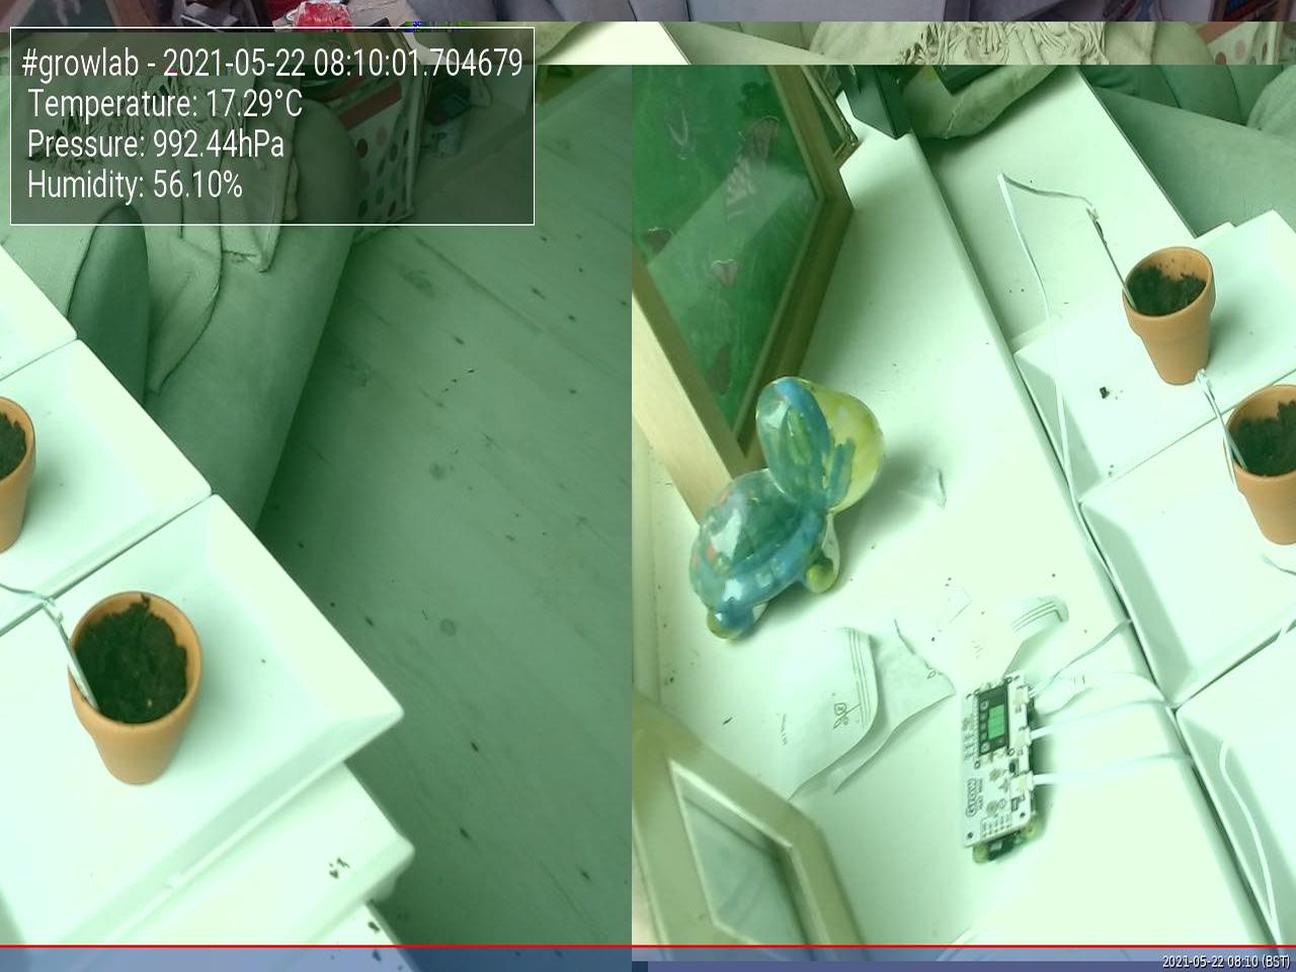 #growlab - 2021-05-22 08:10:01.704679
Temperature: 17.29°C
Pressure: 992.44hPa
Humidity: 56.10%
2021-05-22 08:10 (BST)